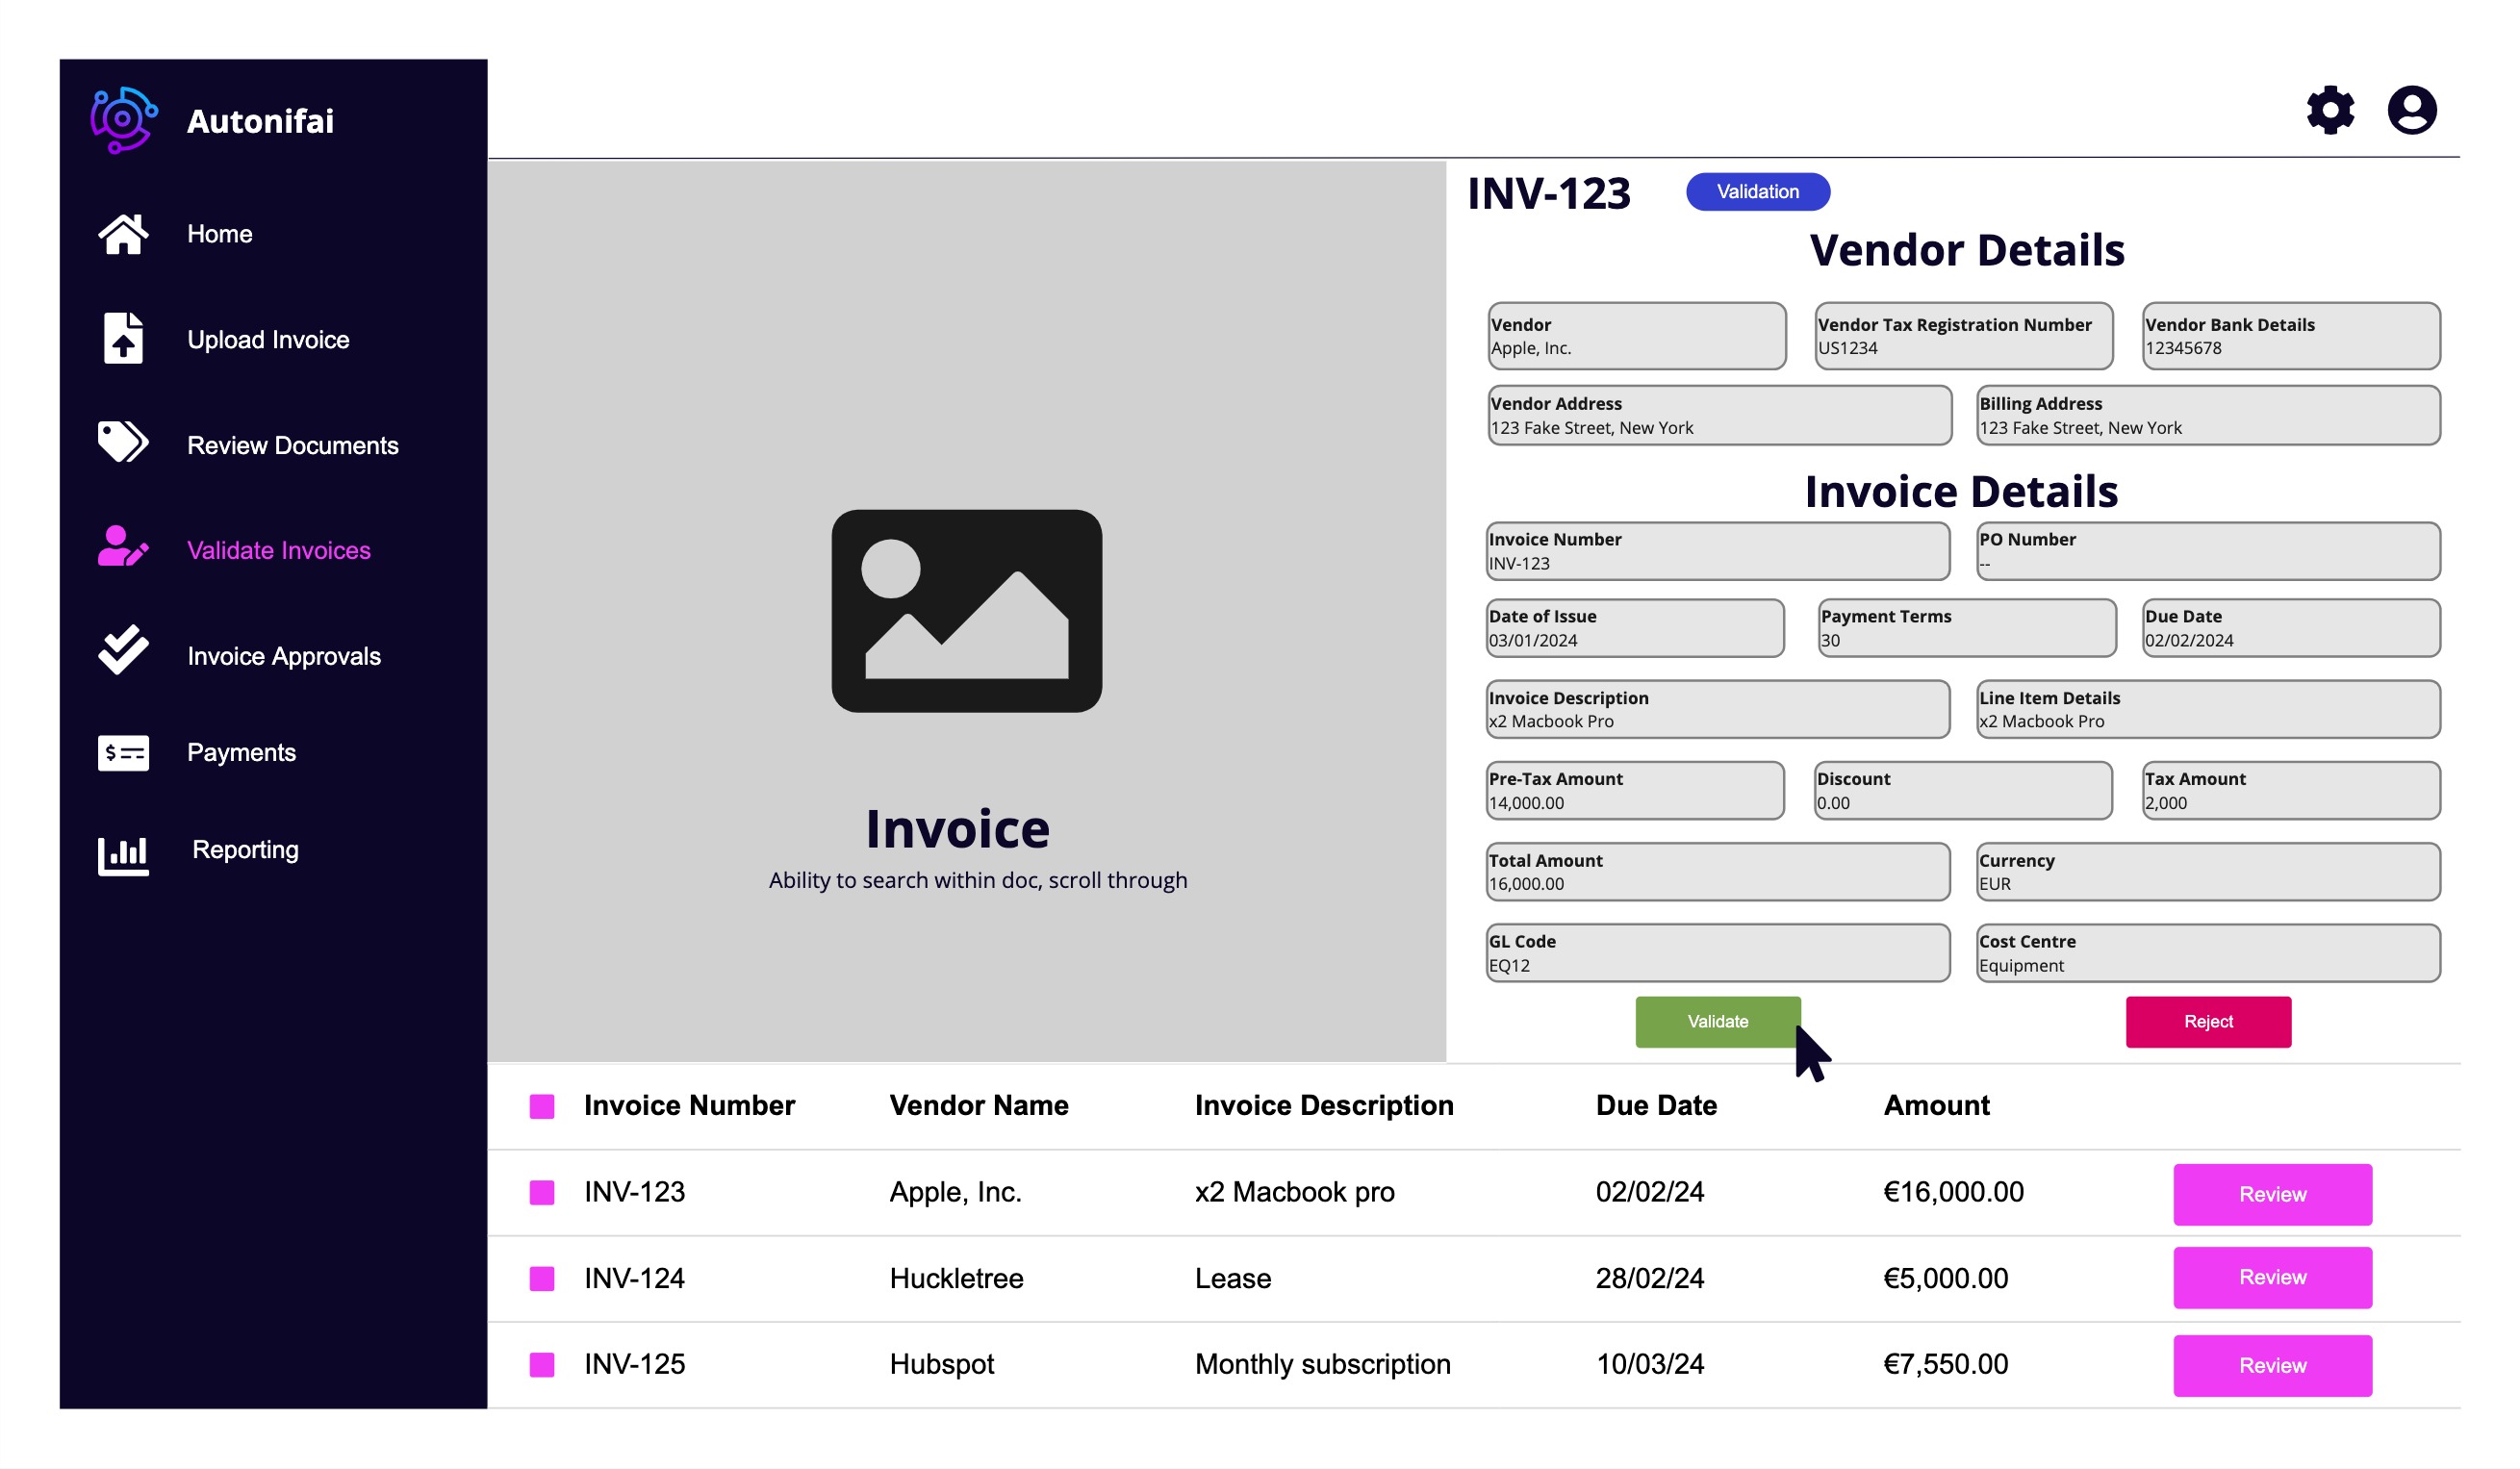 Autonifai
Home
Upload Invoice
Review Documents
Validate Invoices
Invoice Approvals
Payments
Reporting
Invoice
Ability to search within doc, scroll through
INV-123
Validation
Vendor Details
Vendor
Apple, Inc.
Vendor Tax Registration Number
US1234
Vendor Bank Details
12345678
Vendor Address
123 Fake Street, New York
Billing Address
123 Fake Street, New York
Invoice Details
Invoice Number
INV-123
PO Number
--
Date of Issue
03/01/2024
Payment Terms
30
Due Date
02/02/2024
Invoice Description
x2 Macbook Pro
Line Item Details
x2 Macbook Pro
Pre-Tax Amount
14,000.00
Discount
0.00
Tax Amount
2,000
Total Amount
16,000.00
Currency
EUR
GL Code
EQ12
Cost Centre
Equipment
Validate
Reject
Invoice Number Vendor Name Invoice Description Due Date Amount
INV-123 Apple, Inc. x2 Macbook pro 02/02/24 €16,000.00 Review
INV-124 Huckletree Lease 28/02/24 €5,000.00 Review
INV-125 Hubspot Monthly subscription 10/03/24 €7,550.00 Review